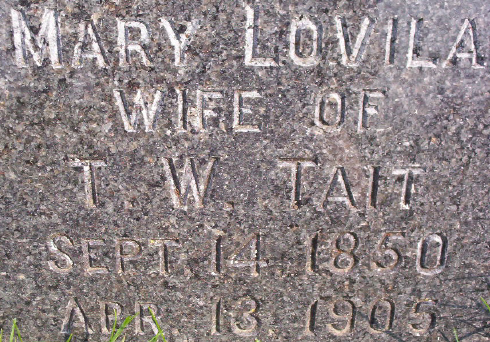 MARY LOVILA
WIFE OF
T. W. TAIT
SEPT. 14. 1850
APR. 13 1905